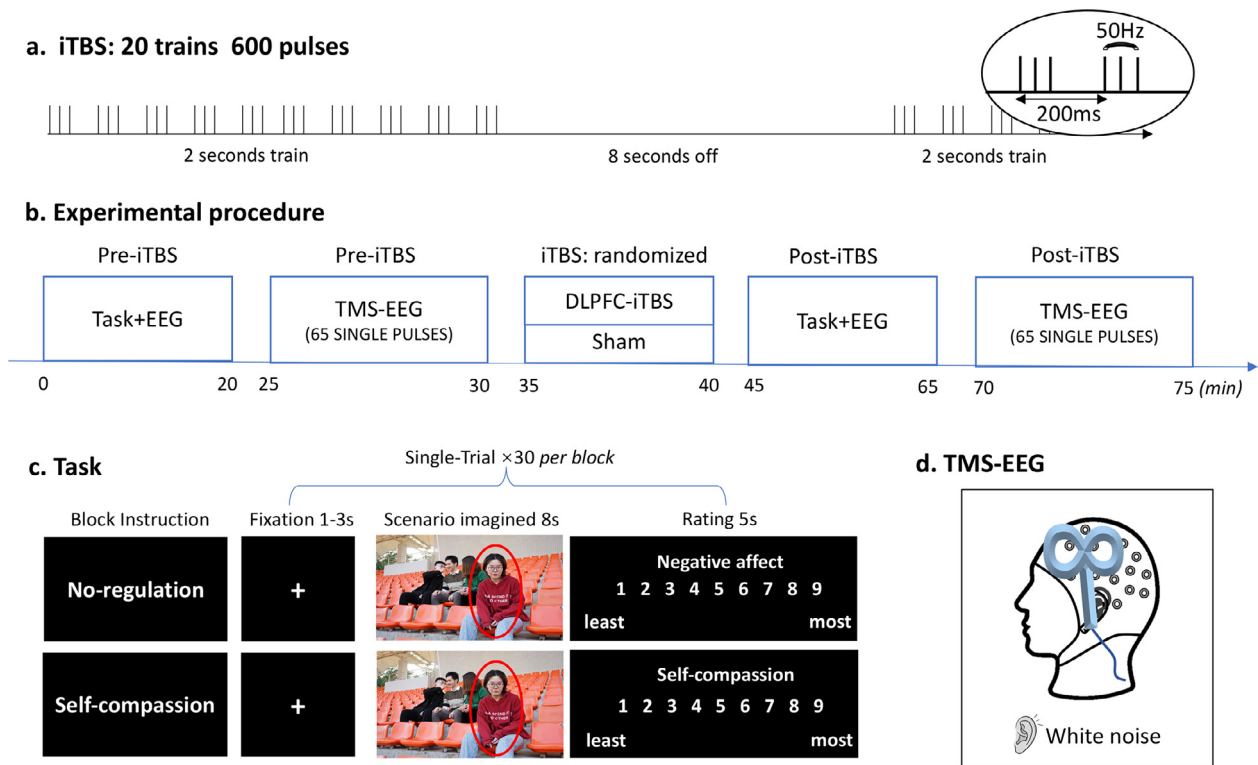 a. iTBS: 20 trains 600 pulses
50Hz
200ms
2 seconds train
8 seconds off
2 seconds train
b. Experimental procedure
Pre-iTBS
Pre-iTBS
iTBS: randomized
Post-iTBS
Post-iTBS
Task+EEG
TMS-EEG
(65 SINGLE PULSES)
DLPFC-iTBS
Sham
Task+EEG
TMS-EEG
(65 SINGLE PULSES)
0 20 25 30 35 40 45 65 70 75 (min)
c. Task
Single-Trial ×30 per block
Block Instruction
Fixation 1-3s
Scenario imagined 8s
Rating 5s
No-regulation
+
Negative affect
1 2 3 4 5 6 7 8 9
least most
Self-compassion
+
Self-compassion
1 2 3 4 5 6 7 8 9
least most
d. TMS-EEG
White noise